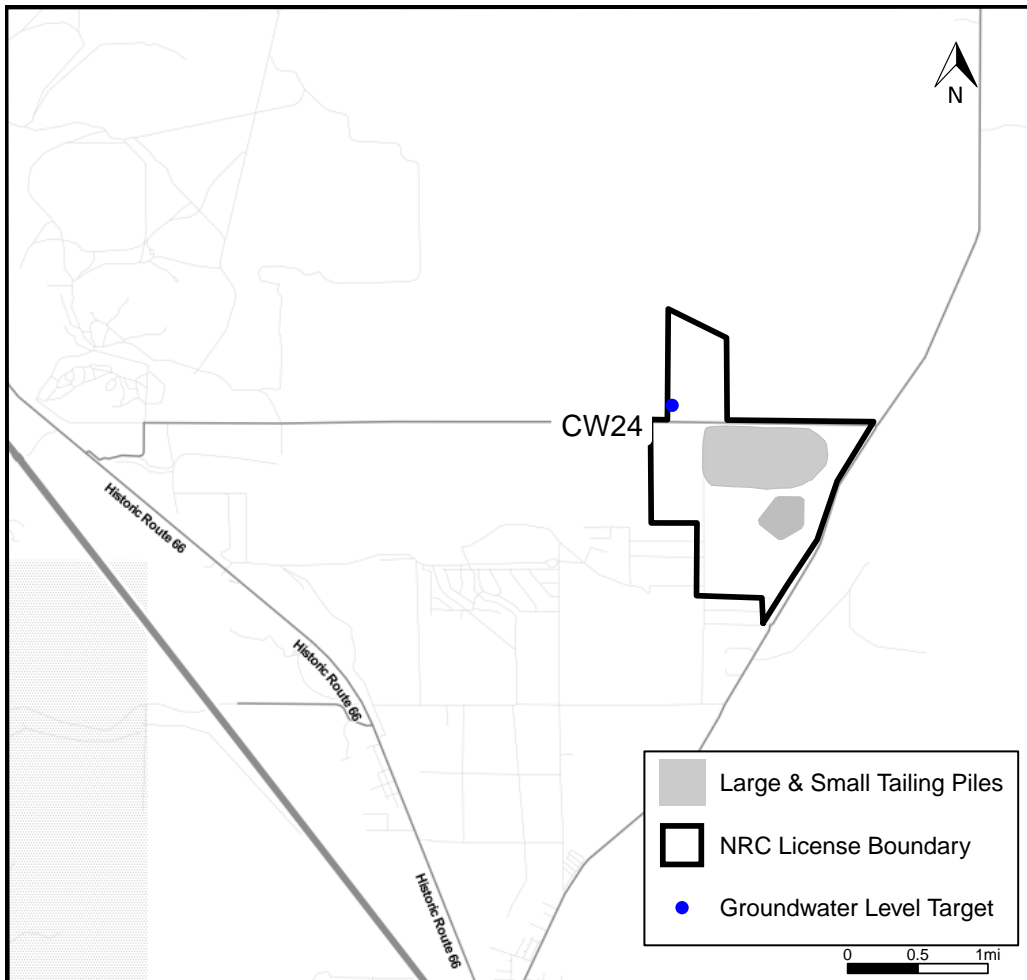 N
CW24
Historic Route 66
Historic Route 66
Historic Route 66
Large & Small Tailing Piles
NRC License Boundary
Groundwater Level Target
0 0.5 1mi